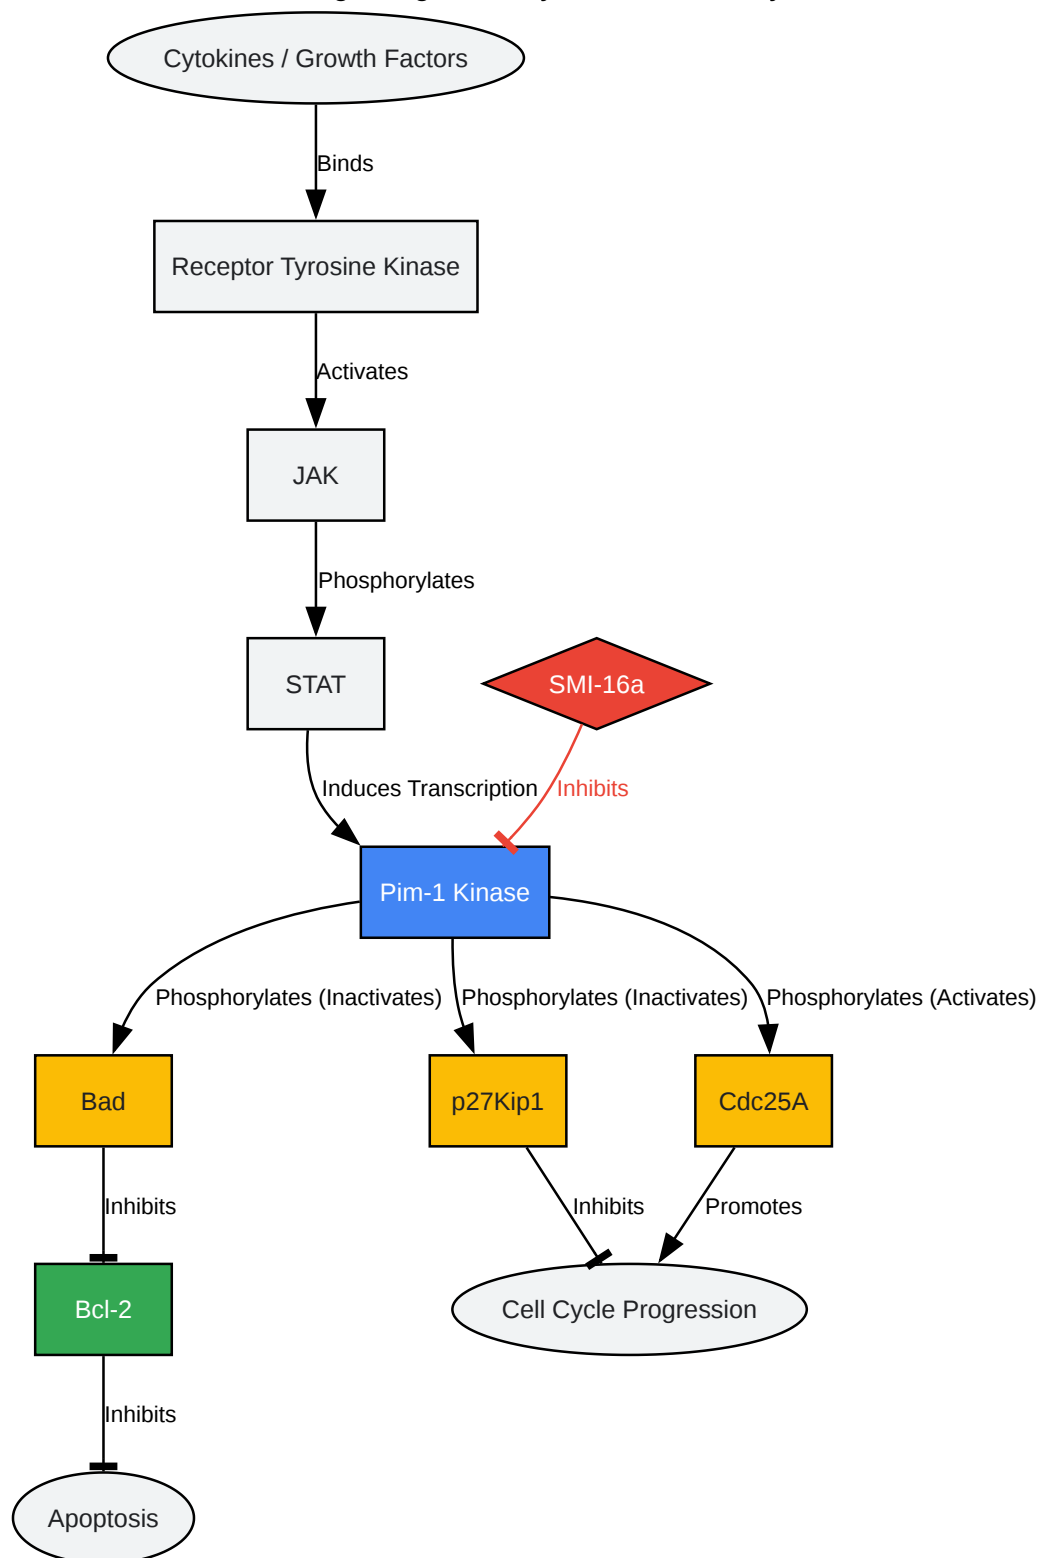 Cytokines / Growth Factors
Binds
Receptor Tyrosine Kinase
Activates
JAK
Phosphorylates
STAT
SMI-16a
Induces Transcription
Inhibits
Pim-1 Kinase
Phosphorylates (Inactivates)
Phosphorylates (Inactivates)
Phosphorylates (Activates)
Bad
p27Kip1
Cdc25A
Inhibits
Inhibits
Promotes
Bcl-2
Cell Cycle Progression
Inhibits
Apoptosis